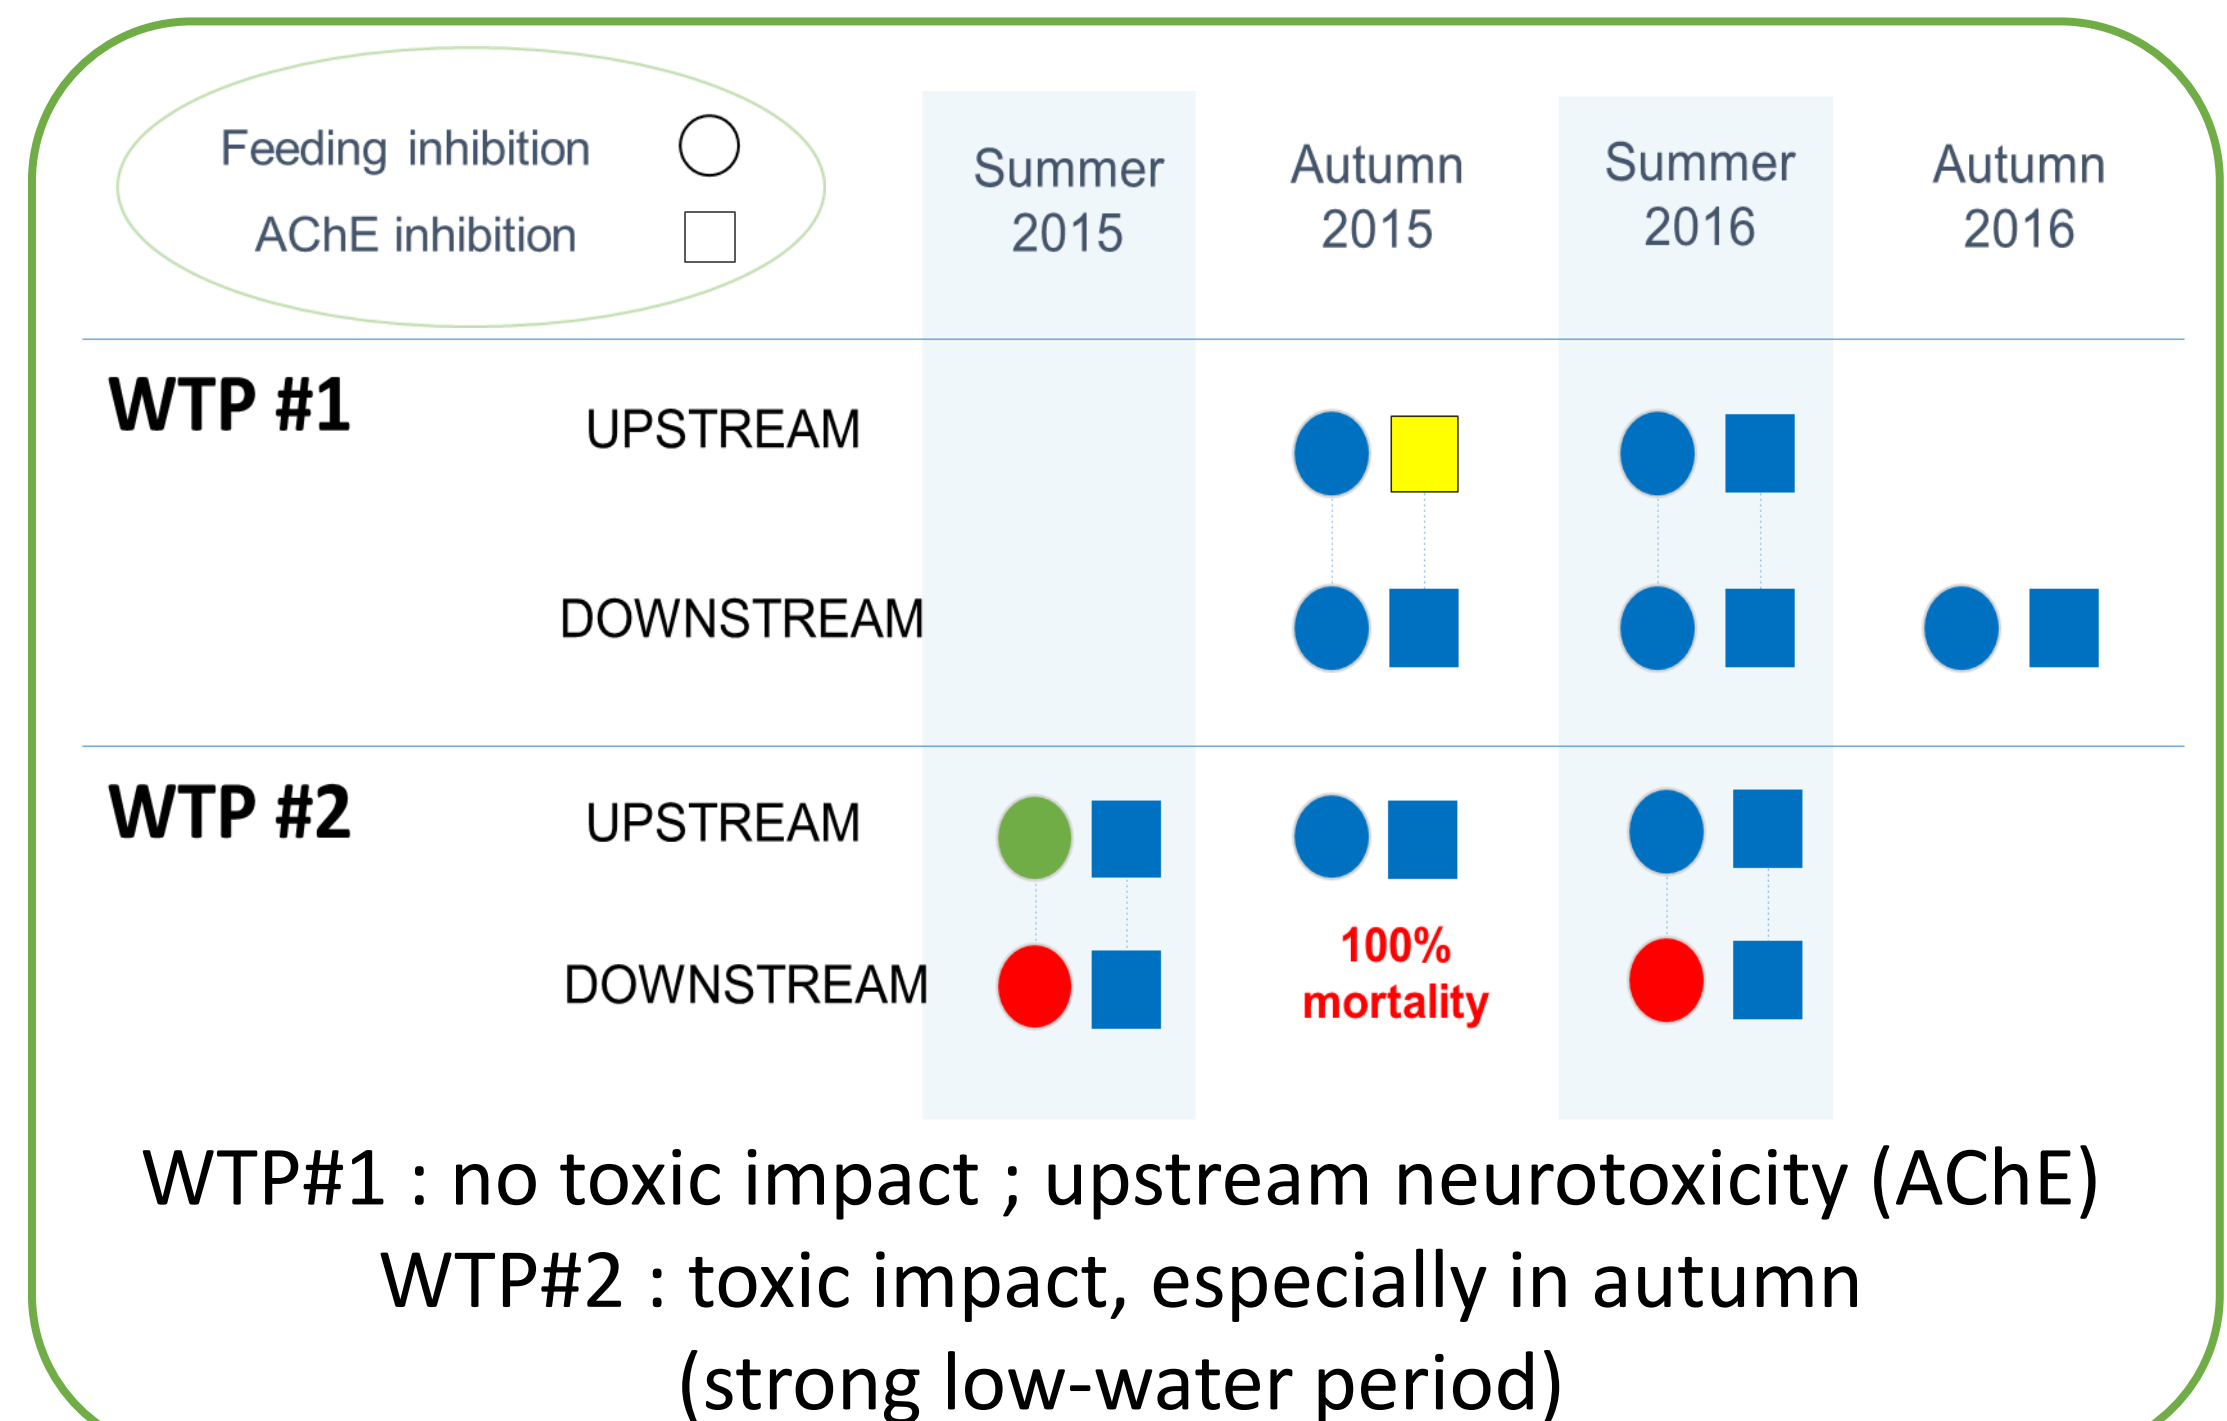 Feeding inhibition
AChE inhibition
Summer
2015
Autumn
2015
Summer
2016
Autumn
2016
WTP #1
UPSTREAM
DOWNSTREAM
WTP #2
UPSTREAM
DOWNSTREAM
100%
mortality
WTP#1 : no toxic impact ; upstream neurotoxicity (AChE)
WTP#2 : toxic impact, especially in autumn
(strong low-water period)